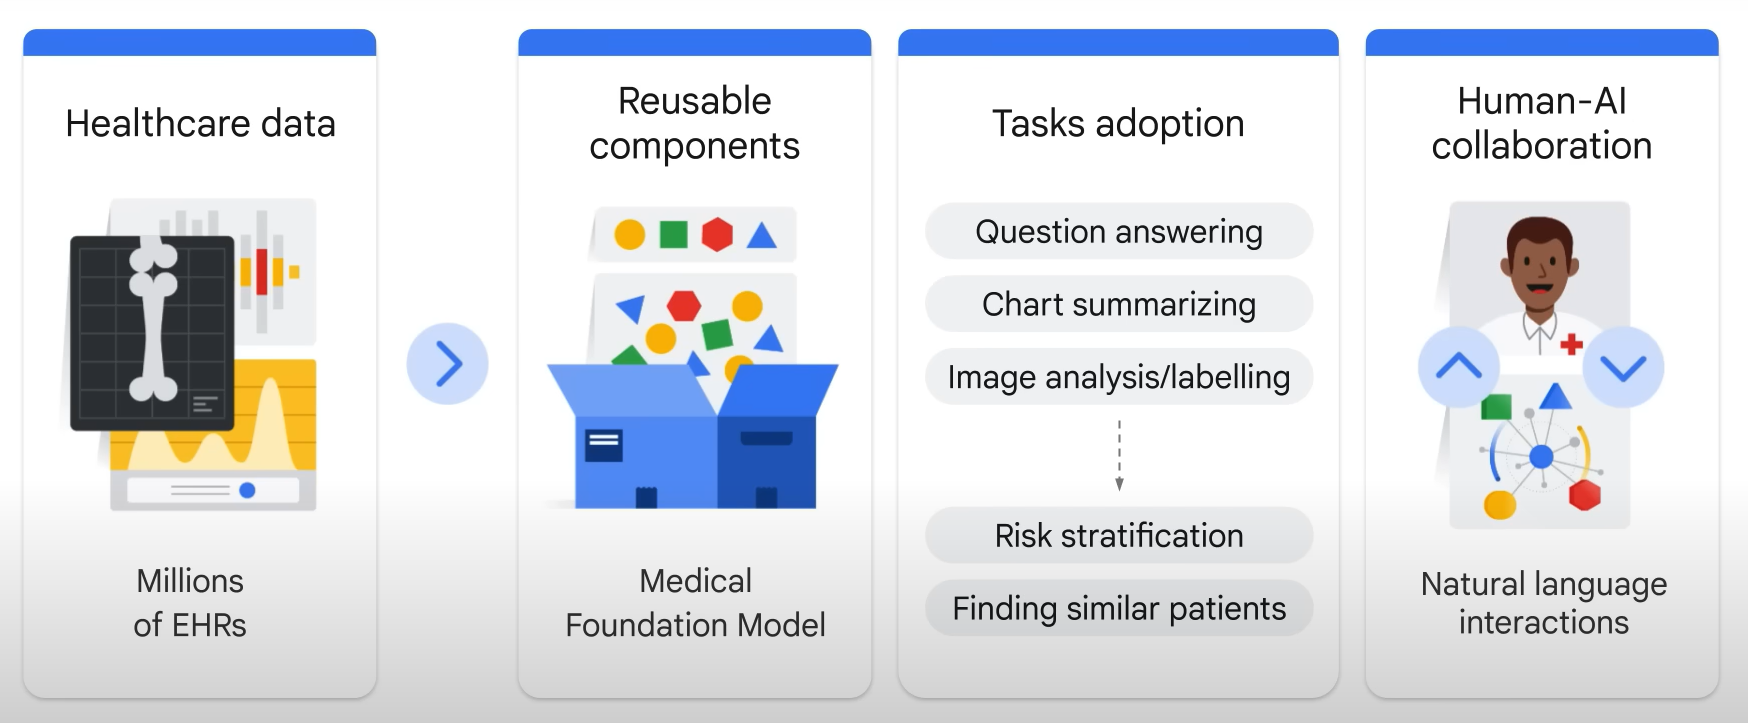 Healthcare data
Millions
of EHRs
Reusable
components
Medical
Foundation Model
Tasks adoption
Question answering
Chart summarizing
Image analysis/labelling
Risk stratification
Finding similar patients
Human-AI
collaboration
Natural language
interactions